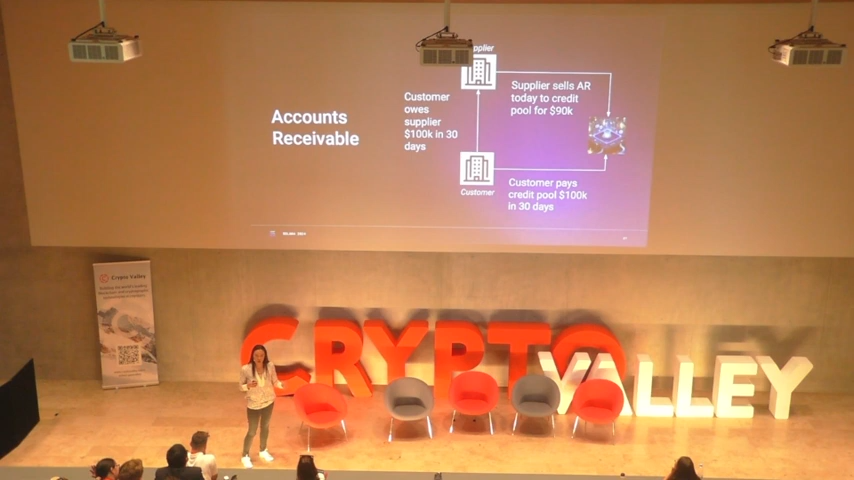 Accounts
Receivable
Customer
owes
supplier
$100k in 30
days
Supplier sells AR
today to credit
pool for $90k
Customer
Customer pays
credit pool $100k
in 30 days
Crypto Valley
CRYPTO
VALLEY